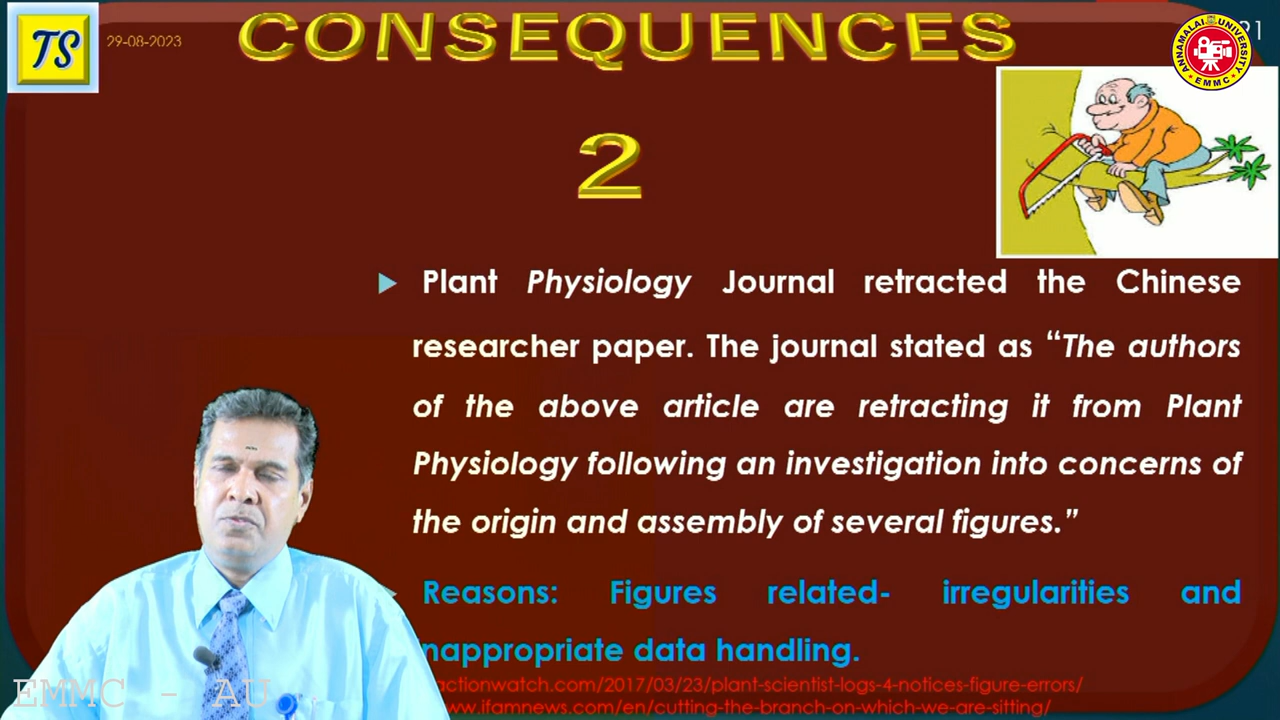 TS
29-08-2023
CONSEQUENCES
2
ANNAMALAI UNIVERSITY
EMMC
Plant Physiology Journal retracted the Chinese
researcher paper. The journal stated as “The authors
of the above article are retracting it from Plant
Physiology following an investigation into concerns of
the origin and assembly of several figures.”
Reasons: Figures related- irregularities and
nappropriate data handling.
actionwatch.com/2017/03/23/plant-scientist-logs-4-notices-figure-errors/
www.ifamnews.com/en/cutting-the-branch-on-which-we-are-sitting/
EMMC - AU